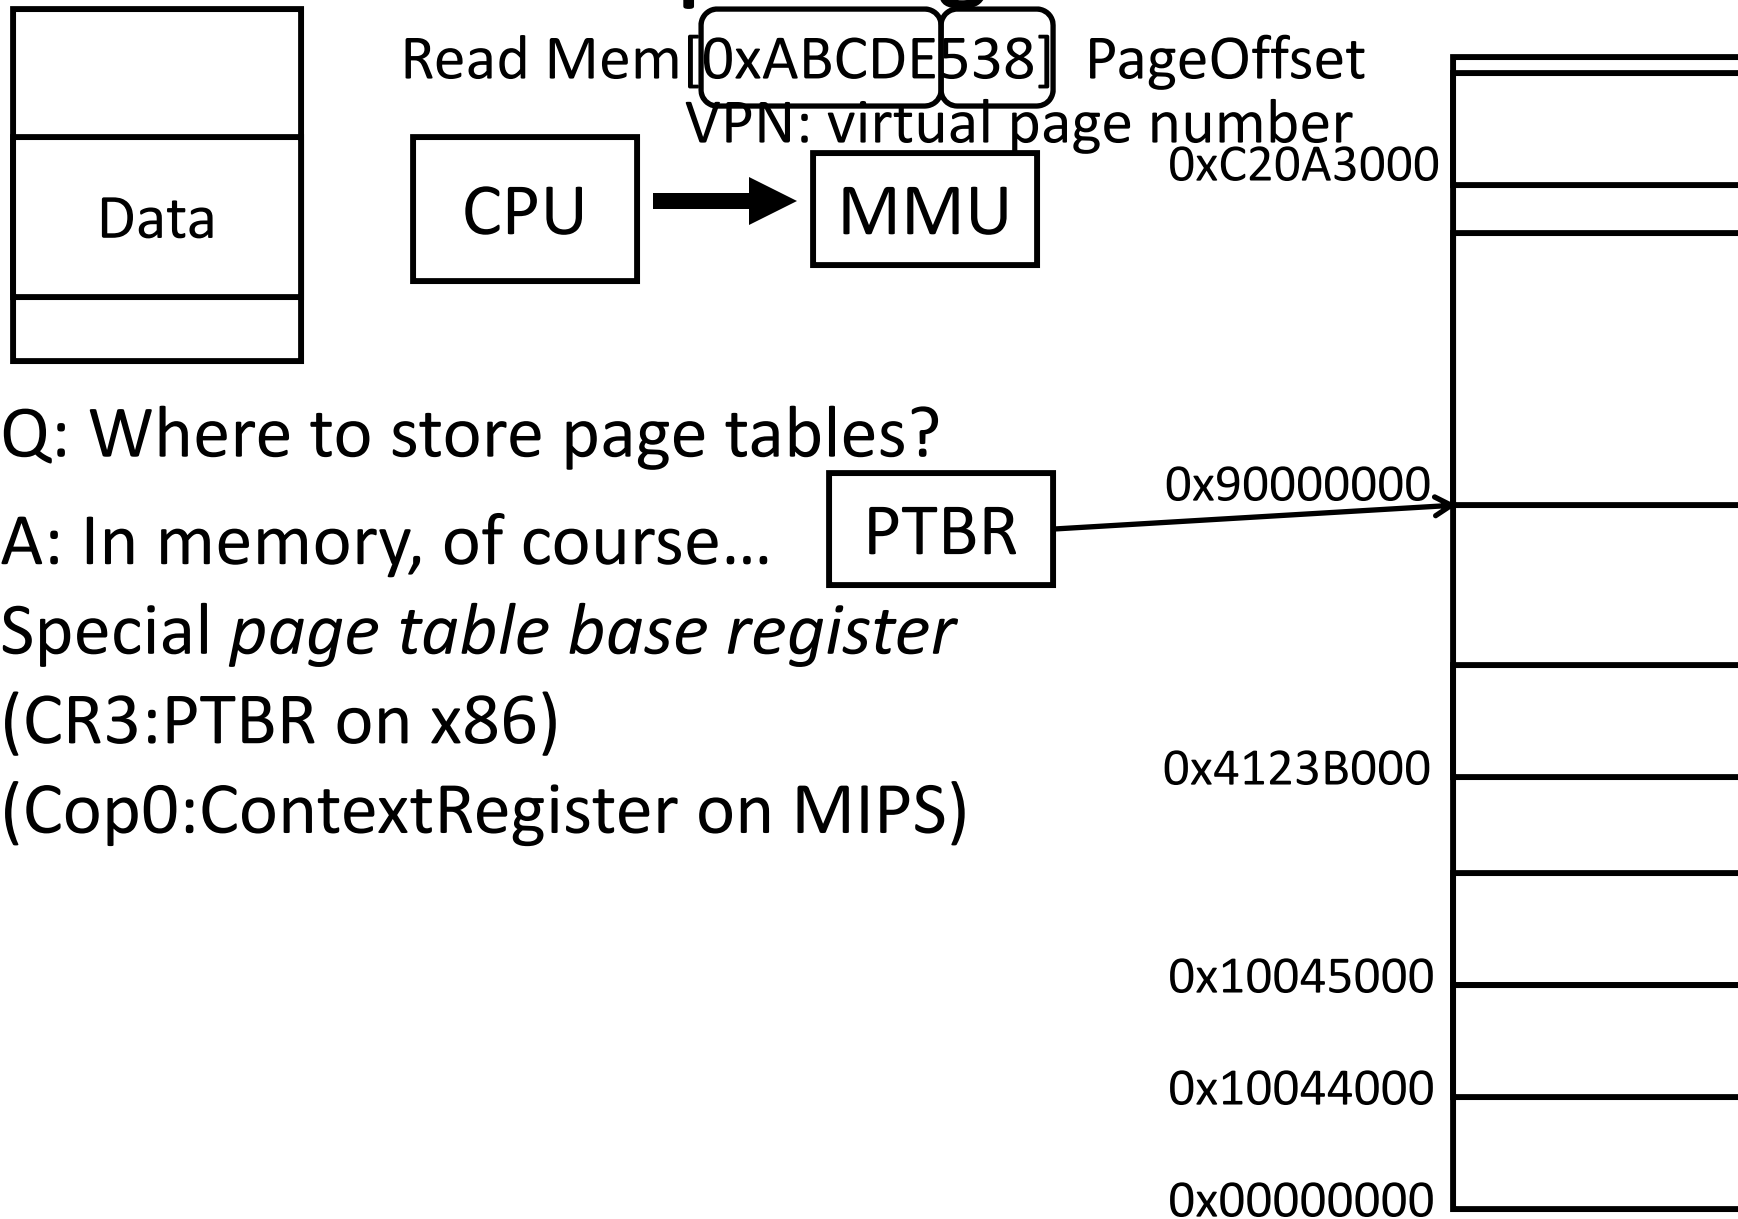 Read Mem[0xABCDE538] PageOffset
VPN: virtual page number
0xC20A3000
Data
CPU
MMU
Q: Where to store page tables?
0x90000000
PTBR
A: In memory, of course…
Special page table base register
(CR3:PTBR on x86)
0x4123B000
(Cop0:ContextRegister on MIPS)
0x10045000
0x10044000
0x00000000